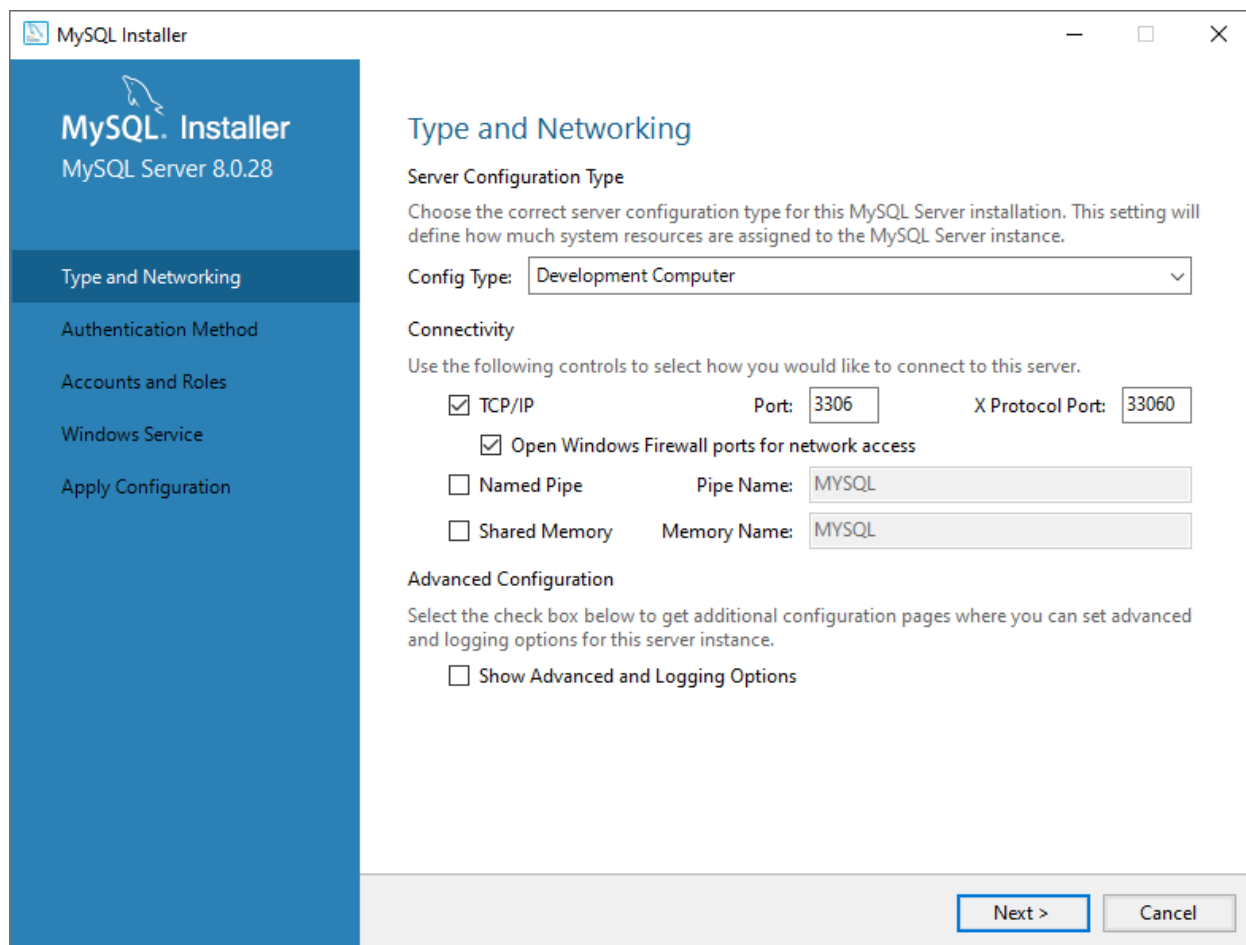 MySQL Installer
MySQL. Installer
MySQL Server 8.0.28
Type and Networking
Authentication Method
Accounts and Roles
Windows Service
Apply Configuration
Type and Networking
Server Configuration Type
Choose the correct server configuration type for this MySQL Server installation. This setting will
define how much system resources are assigned to the MySQL Server instance.
Config Type: Development Computer
Connectivity
Use the following controls to select how you would like to connect to this server.
TCP/IP Port: 3306 X Protocol Port: 33060
Open Windows Firewall ports for network access
Named Pipe Pipe Name: MYSQL
Shared Memory Memory Name: MYSQL
Advanced Configuration
Select the check box below to get additional configuration pages where you can set advanced
and logging options for this server instance.
Show Advanced and Logging Options
Next > Cancel